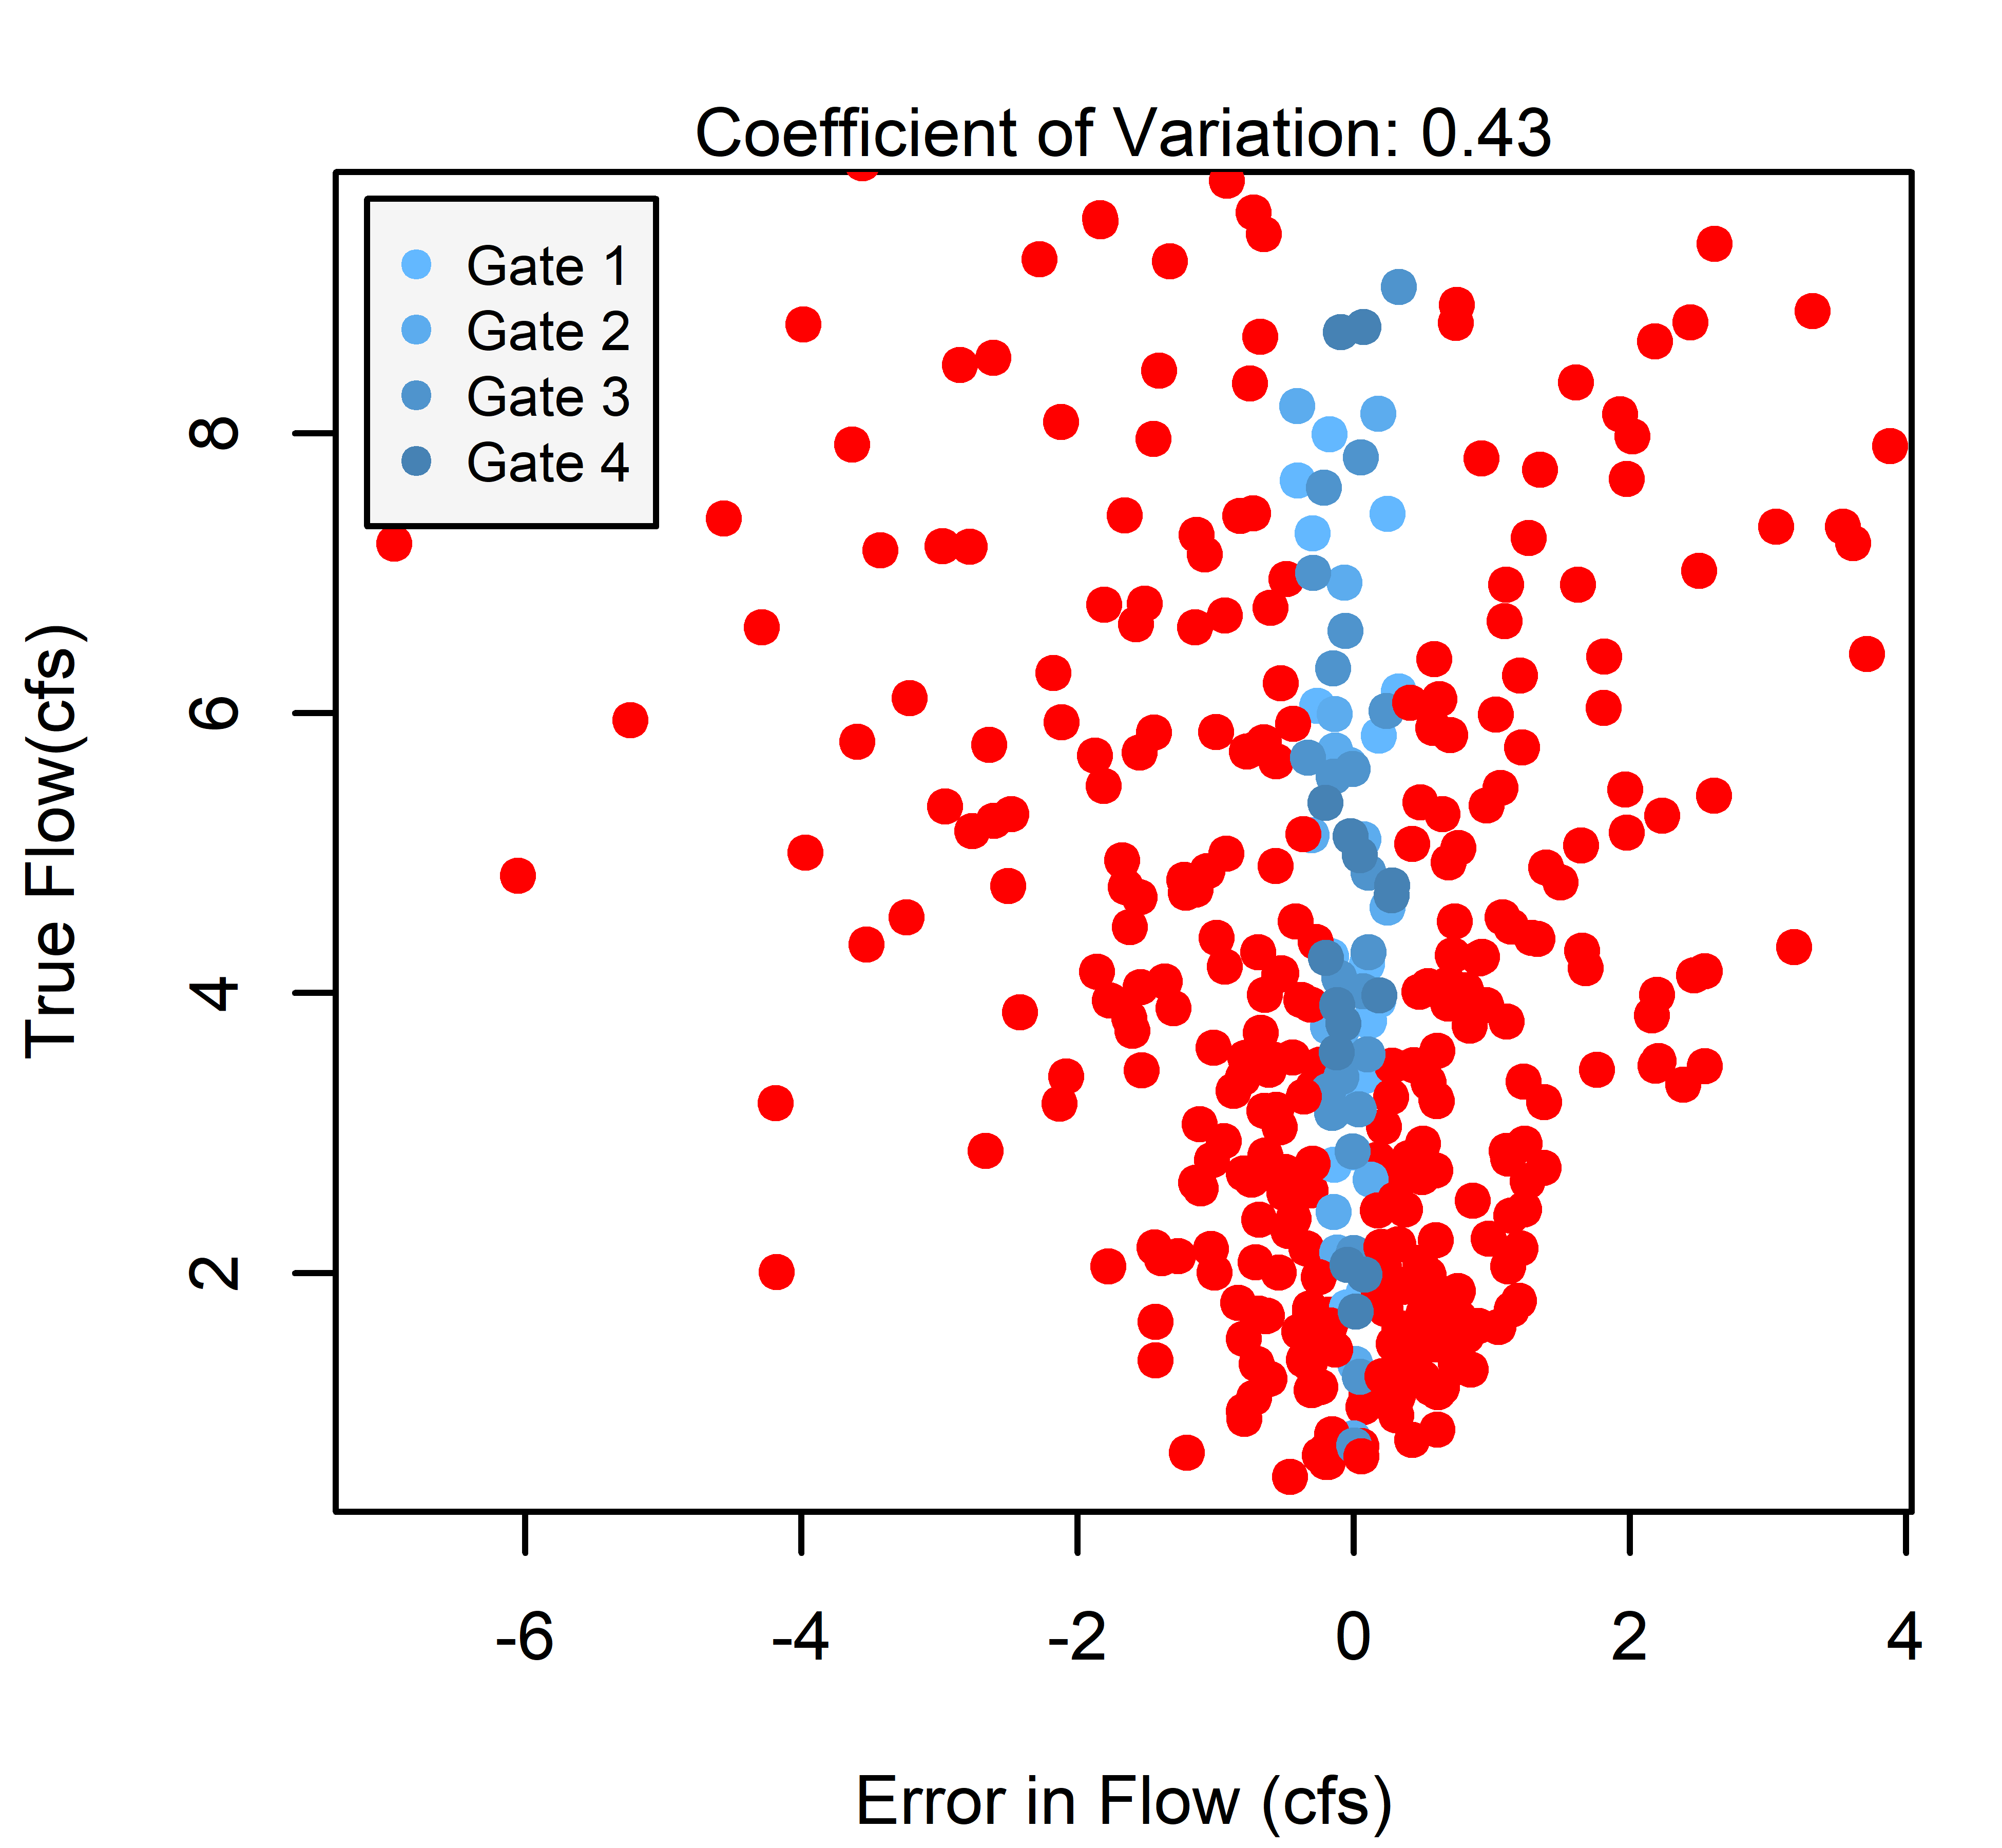 Coefficient of Variation: 0.43
Gate 1
Gate 2
Gate 3
Gate 4
True Flow(cfs)
8
6
4
2
-6 -4 -2 0 2 4
Error in Flow (cfs)